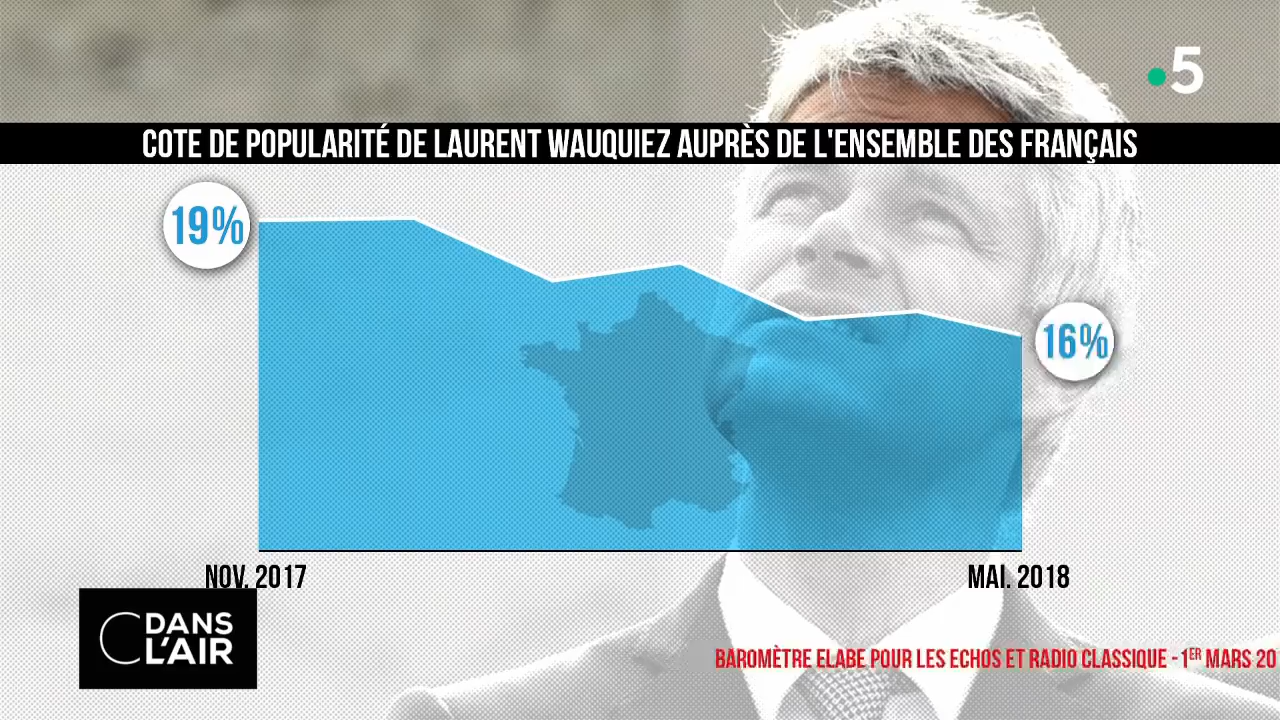 5
COTE DE POPULARITÉ DE LAURENT WAUQUIEZ AUPRÈS DE L'ENSEMBLE DES FRANÇAIS
19%
16%
NOV. 2017
MAI. 2018
C DANS
L'AIR
BAROMÈTRE ELABE POUR LES ECHOS ET RADIO CLASSIQUE - 1ER MARS 20